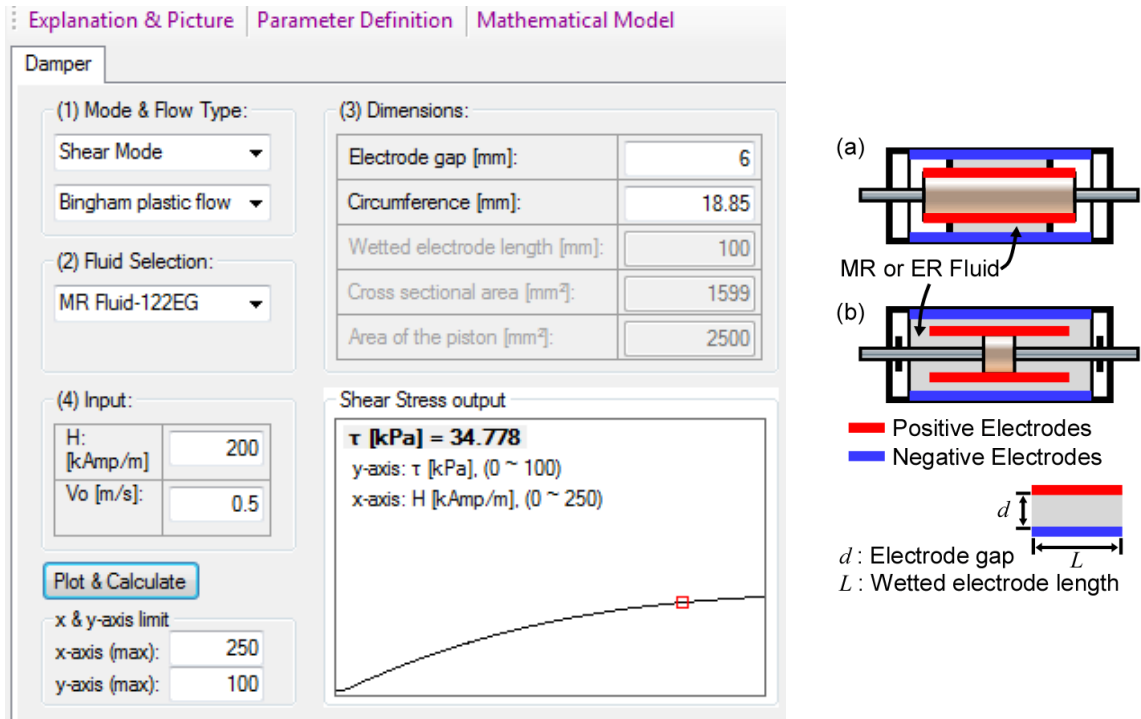 Explanation & Picture Parameter Definition Mathematical Model
Damper
(1) Mode & Flow Type:
Shear Mode
Bingham plastic flow
(2) Fluid Selection:
MR Fluid-122EG
(3) Dimensions:
Electrode gap [mm]: 6
Circumference [mm]: 18.85
Wetted electrode length [mm]: 100
Cross sectional area [mm²]: 1599
Area of the piston [mm²]: 2500
(4) Input:
H: [kAmp/m] 200
Vo [m/s]: 0.5
Plot & Calculate
x & y-axis limit
x-axis (max): 250
y-axis (max): 100
Shear Stress output
τ [kPa] = 34.778
y-axis: τ [kPa], (0 ~ 100)
x-axis: H [kAmp/m], (0 ~ 250)
(a)
MR or ER Fluid
(b)
Positive Electrodes
Negative Electrodes
d
L
d : Electrode gap
L : Wetted electrode length